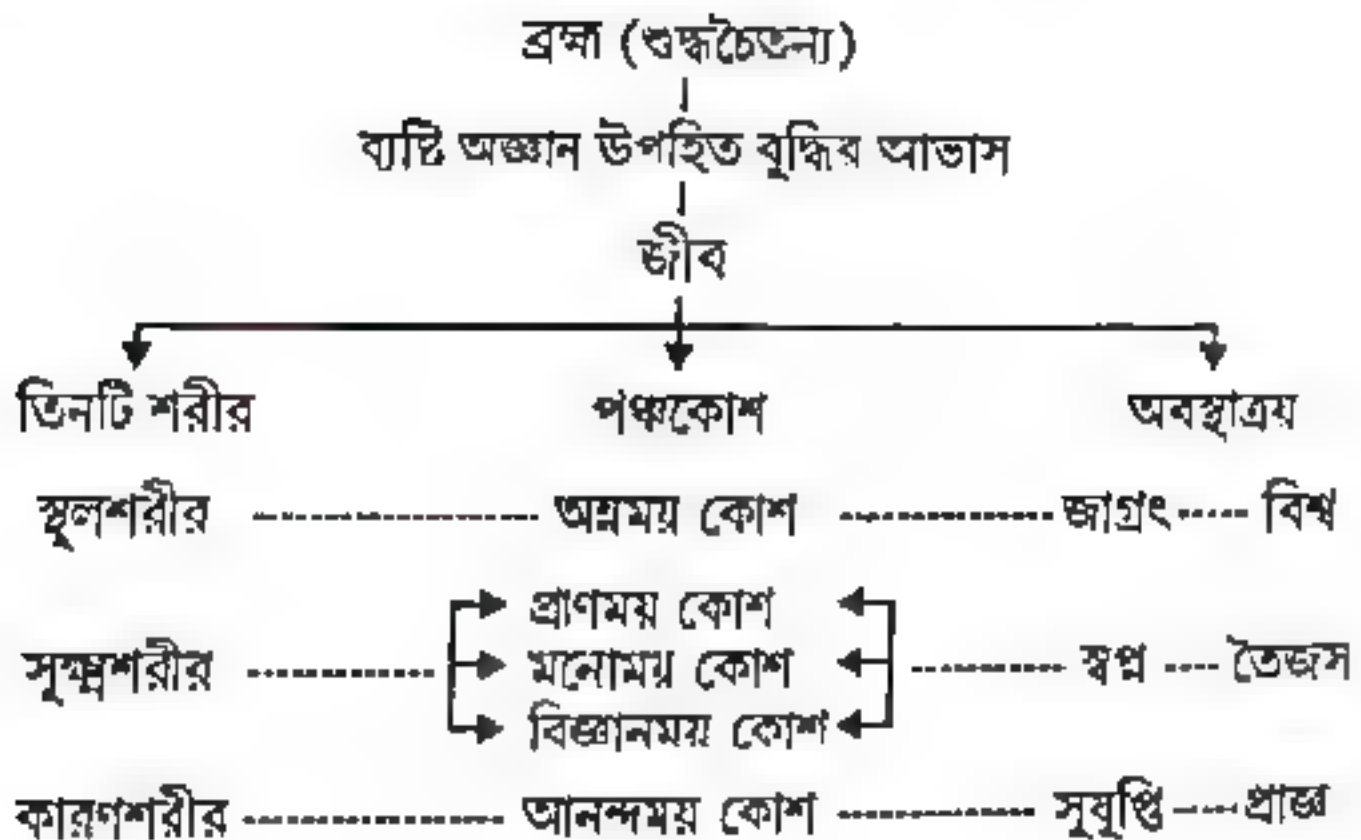 ব্রহ্ম (শুদ্ধচৈতন্য)
ব্যষ্টি অজ্ঞান উপহিত বুদ্ধির আভাস
জীব
তিনটি শরীর পঞ্চকোশ অবস্থাত্রয়
স্থূলশরীর অন্নময় কোশ জাগ্রৎ বিশ্ব
প্রাণময় কোশ
সূক্ষ্মশরীর মনোময় কোশ স্বপ্ন তৈজস
বিজ্ঞানময় কোশ
কারণশরীর আনন্দময় কোশ সুষুপ্তি প্রাজ্ঞ